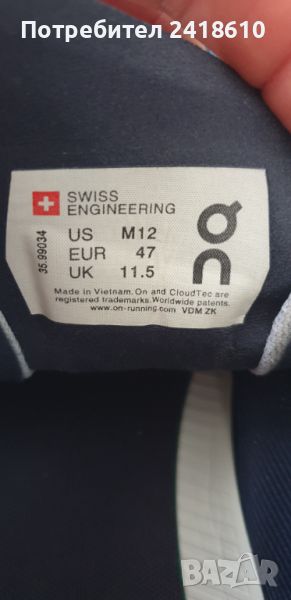 Потребител 2418610
SWISS
ENGINEERING
35.99034
US M12
EUR 47
UK 11.5
Made in Vietnam. On and CloudTec are
registered trademarks. Worldwide patents.
www.on-running.com VDM ZK
BAZAR